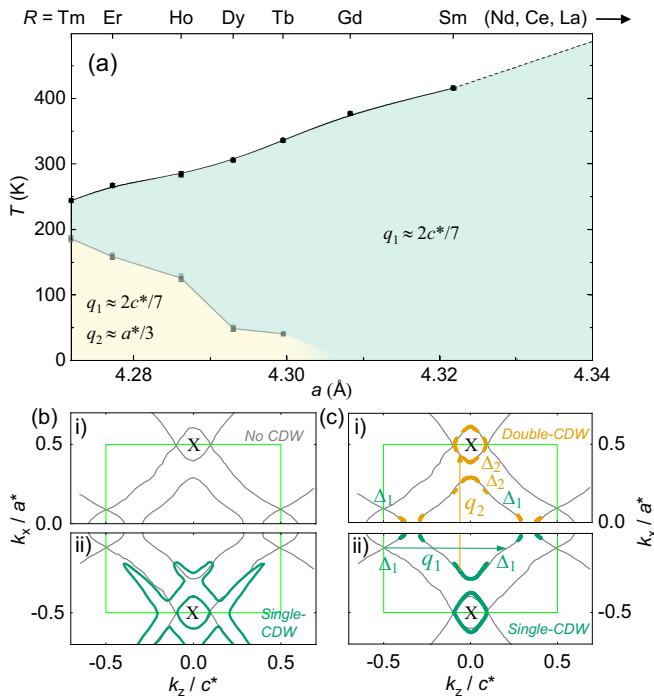 R = Tm Er Ho Dy Tb Gd Sm (Nd, Ce, La)
(a)
400
300
200
100
0
T (K)
q₁ ≈ 2c*/7
q₁ ≈ 2c*/7
q₂ ≈ a*/3
4.28 4.30 4.32 4.34
a (Å)
(b) i)
No CDW
X
0.5
0.0
kₓ / a*
ii)
X
Single-CDW
-0.5
-0.5 0.0 0.5
k_z / c*
(c) i)
Double-CDW
X
0.5
0.0
Δ₂
Δ₂
Δ₁
Δ₁
q₂
kₓ / a*
ii)
Δ₁
q₁
Δ₁
X
Single-CDW
-0.5
-0.5 0.0 0.5
k_z / c*
kₓ / a*